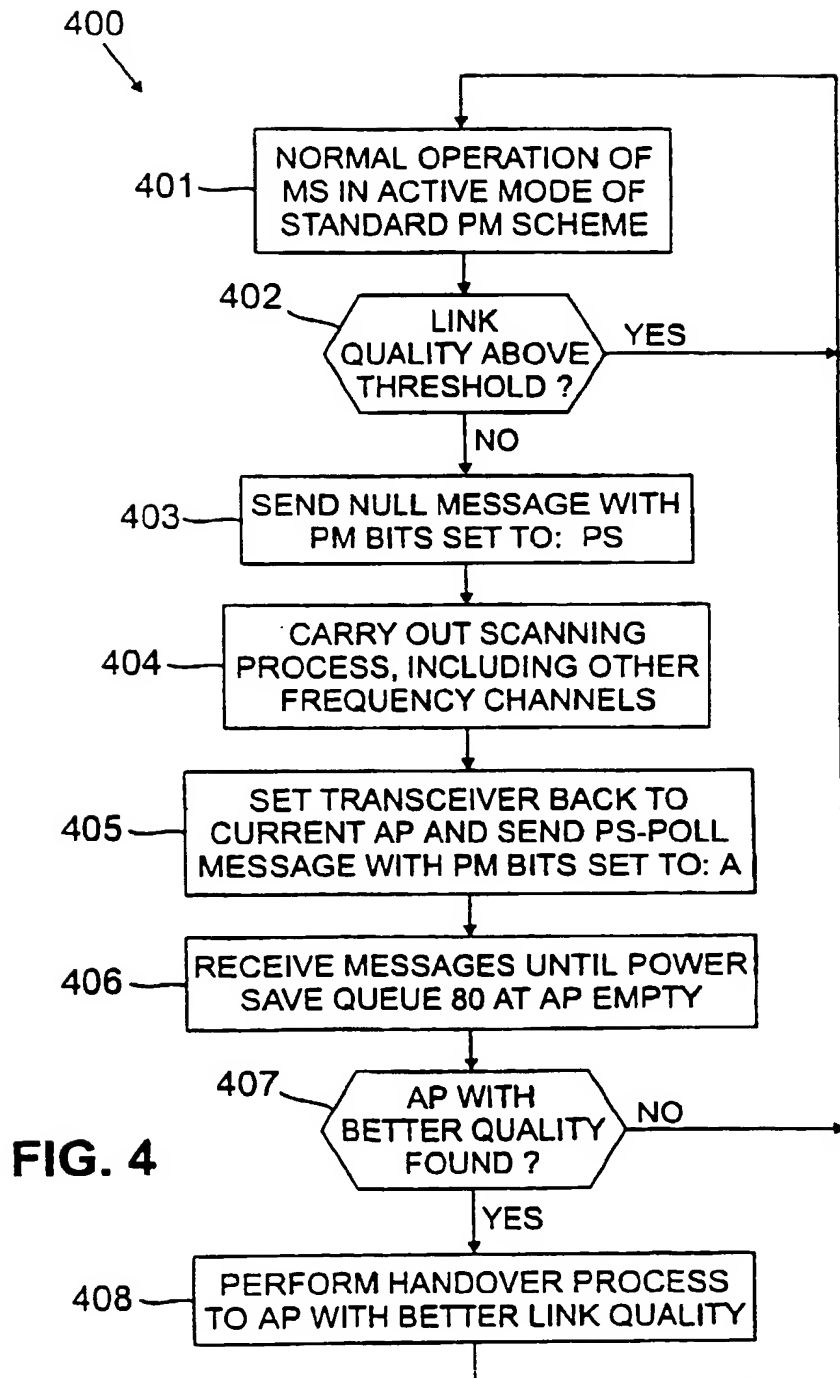 400
401
NORMAL OPERATION OF
MS IN ACTIVE MODE OF
STANDARD PM SCHEME
402
LINK
QUALITY ABOVE
THRESHOLD ?
YES
NO
403
SEND NULL MESSAGE WITH
PM BITS SET TO: PS
404
CARRY OUT SCANNING
PROCESS, INCLUDING OTHER
FREQUENCY CHANNELS
405
SET TRANSCEIVER BACK TO
CURRENT AP AND SEND PS-POLL
MESSAGE WITH PM BITS SET TO: A
406
RECEIVE MESSAGES UNTIL POWER
SAVE QUEUE 80 AT AP EMPTY
407
AP WITH
BETTER QUALITY
FOUND ?
NO
FIG. 4
YES
408
PERFORM HANDOVER PROCESS
TO AP WITH BETTER LINK QUALITY